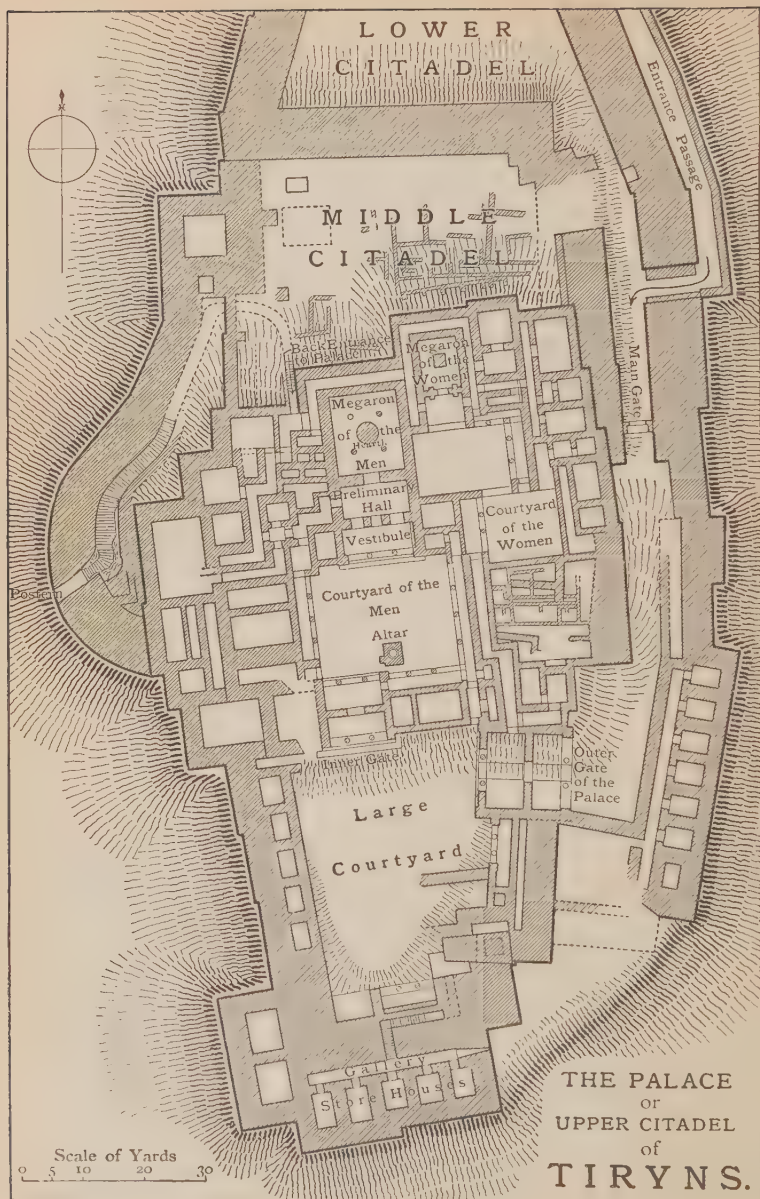 LOWER
CITADEL
Entrance Passage
N
MIDDLE
CITADEL
Back Entrance
to Palace
Megaron
of the
Women
Main Gate
Megaron
of the
Hearth
Men
Preliminary
Hall
Vestibule
Courtyard
of the
Women
Postern
Courtyard of the
Men
Altar
Inner Gate
Outer
Gate
of the
Palace
Large
Courtyard
Gallery
Store Houses
THE PALACE
or
UPPER CITADEL
of
TIRYNS.
Scale of Yards
0 5 10 20 30